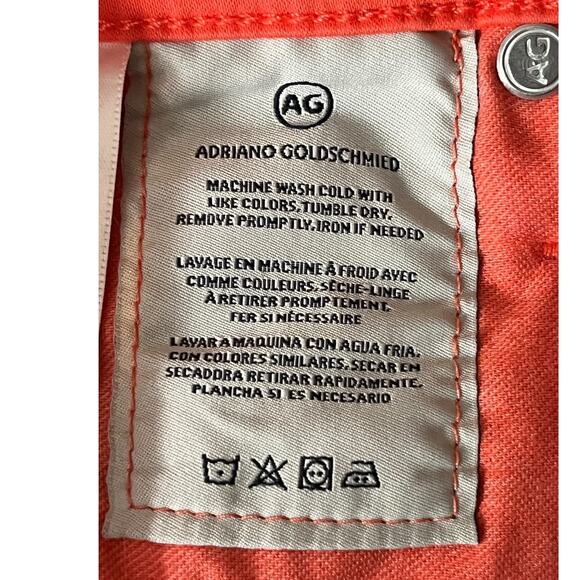 AG
AG
ADRIANO GOLDSCHMIED
MACHINE WASH COLD WITH
LIKE COLORS. TUMBLE DRY.
REMOVE PROMPTLY. IRON IF NEEDED
LAVAGE EN MACHINE À FROID AVEC
COMME COULEURS. SÈCHE-LINGE
À RETIRER PROMPTEMENT.
FER SI NÉCESSAIRE
LAVAR A MAQUINA CON AGUA FRIA.
CON COLORES SIMILARES. SECAR EN
SECADORA RETIRAR RAPIDAMENTE.
PLANCHA SI ES NECESARIO